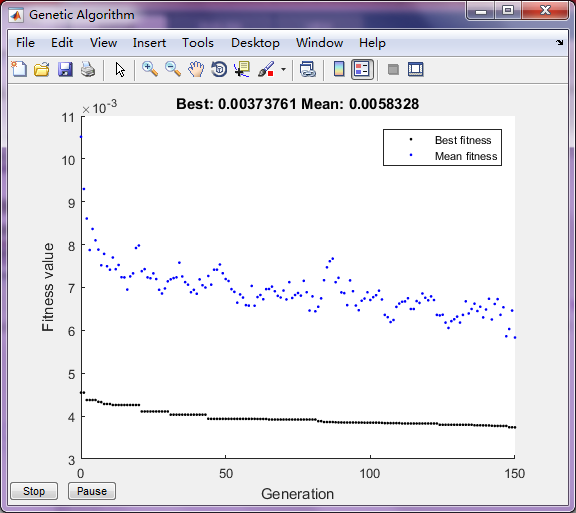 Genetic Algorithm
File Edit View Insert Tools Desktop Window Help
×10-3
Best: 0.00373761 Mean: 0.0058328
11
10
9
8
7
6
5
4
3
Fitness value
Best fitness
Mean fitness
0 50 100 150
Generation
Stop Pause